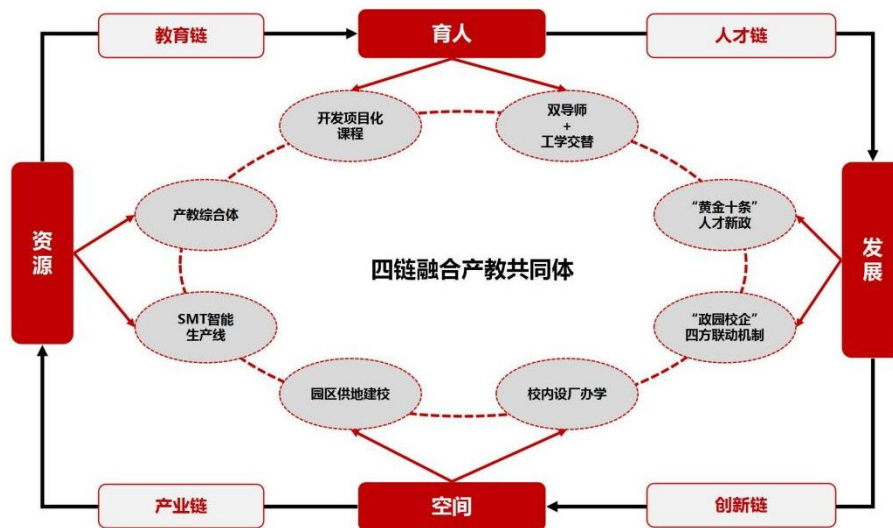 教育链
育人
人才链
开发项目化
课程
双导师
+
工学交替
资源
产教综合体
“黄金十条”
人才新政
发展
四链融合产教共同体
SMT智能
生产线
“政园校企”
四方联动机制
园区供地建校
校内设厂办学
产业链
空间
创新链